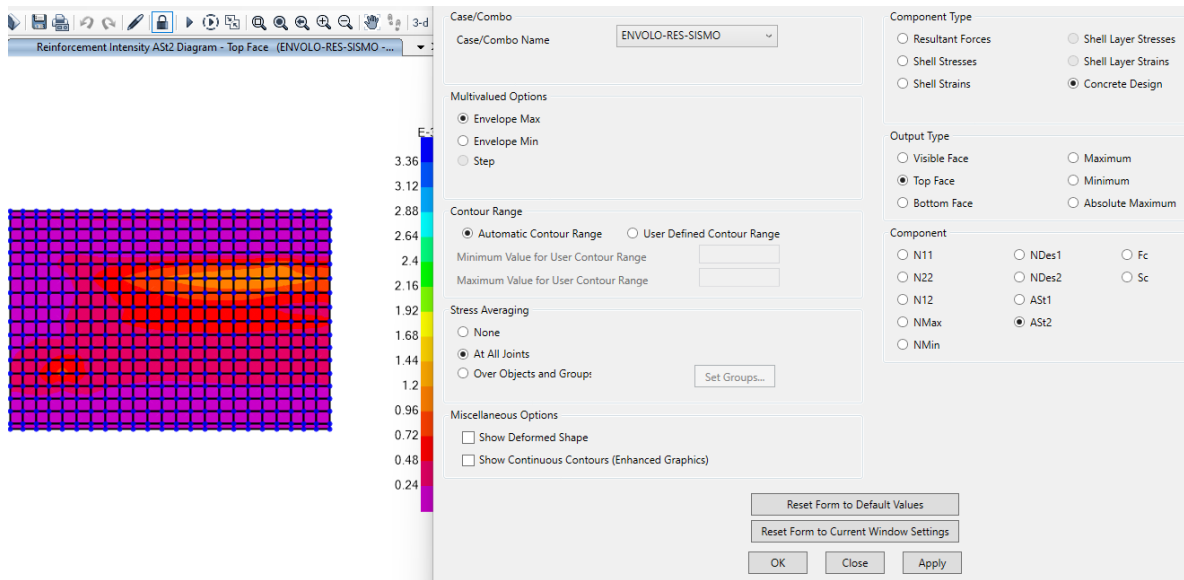 3-d
Reinforcement Intensity ASt2 Diagram - Top Face (ENVOLO-RES-SISMO -...
3.36
3.12
2.88
2.64
2.4
2.16
1.92
1.68
1.44
1.2
0.96
0.72
0.48
0.24
Case/Combo
Case/Combo Name
ENVOLO-RES-SISMO
Multivalued Options
Envelope Max
Envelope Min
Step
Contour Range
Automatic Contour Range
User Defined Contour Range
Minimum Value for User Contour Range
Maximum Value for User Contour Range
Stress Averaging
None
At All Joints
Over Objects and Groups
Set Groups...
Miscellaneous Options
Show Deformed Shape
Show Continuous Contours (Enhanced Graphics)
Component Type
Resultant Forces
Shell Layer Stresses
Shell Stresses
Shell Layer Strains
Shell Strains
Concrete Design
Output Type
Visible Face
Maximum
Top Face
Minimum
Bottom Face
Absolute Maximum
Component
N11
NDes1
Fc
N22
NDes2
Sc
N12
ASt1
NMax
ASt2
NMin
Reset Form to Default Values
Reset Form to Current Window Settings
OK
Close
Apply